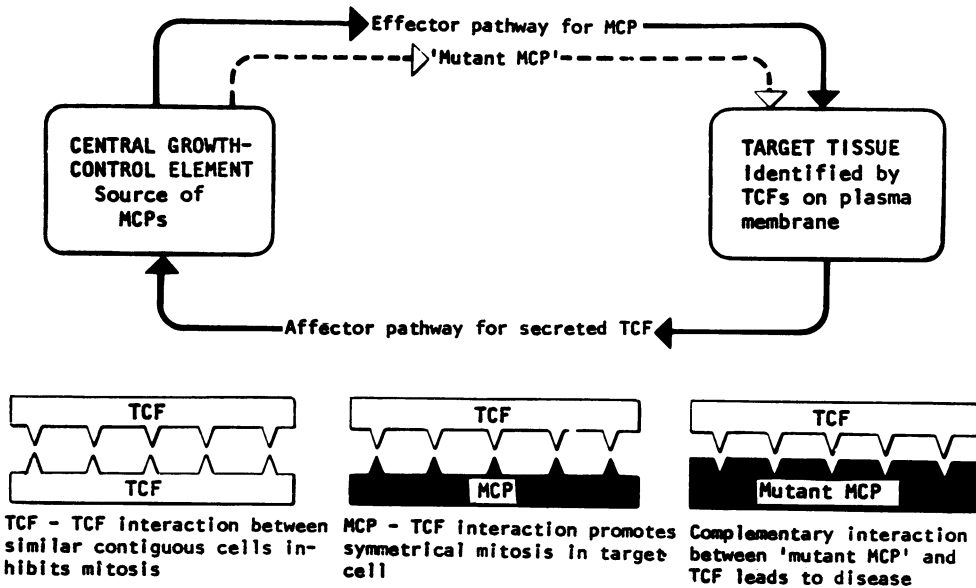 Effector pathway for MCP
'Mutant MCP'
CENTRAL GROWTH-
CONTROL ELEMENT
Source of
MCPs
TARGET TISSUE
Identified by
TCFs on plasma
membrane
Affector pathway for secreted TCF
TCF
TCF
TCF - TCF interaction between
similar contiguous cells in-
hibits mitosis
TCF
MCP
MCP - TCF interaction promotes
symmetrical mitosis in target
cell
TCF
Mutant MCP
Complementary interaction
between 'mutant MCP' and
TCF leads to disease